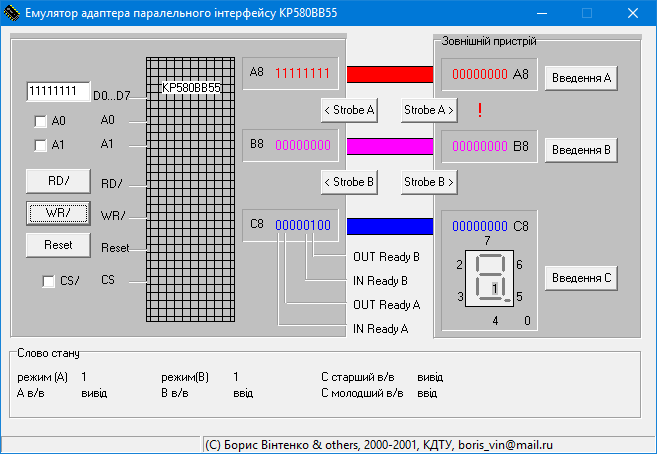 Емулятор адаптера паралельного інтерфейсу КР580ВВ55
Зовнішній пристрій
11111111 D0...D7
A0 A0
A1 A1
RD/ RD/
WR/ WR/
Reset Reset
CS/ CS
КР580ВВ55
A8 11111111
00000000 A8
Введення A
< Strobe A
Strobe A >
!
B8 00000000
00000000 B8
Введення B
< Strobe B
Strobe B >
C8 00000100
00000000 C8
OUT Ready B
IN Ready B
OUT Ready A
IN Ready A
7
2 6
1
3 5
4 0
Введення C
Слово стану
режим (A) 1 режим(B) 1 С старший в/в вивід
А в/в вивід В в/в ввід С молодший в/в ввід
(C) Борис Вінтенко & others, 2000-2001, КДТУ, boris_vin@mail.ru